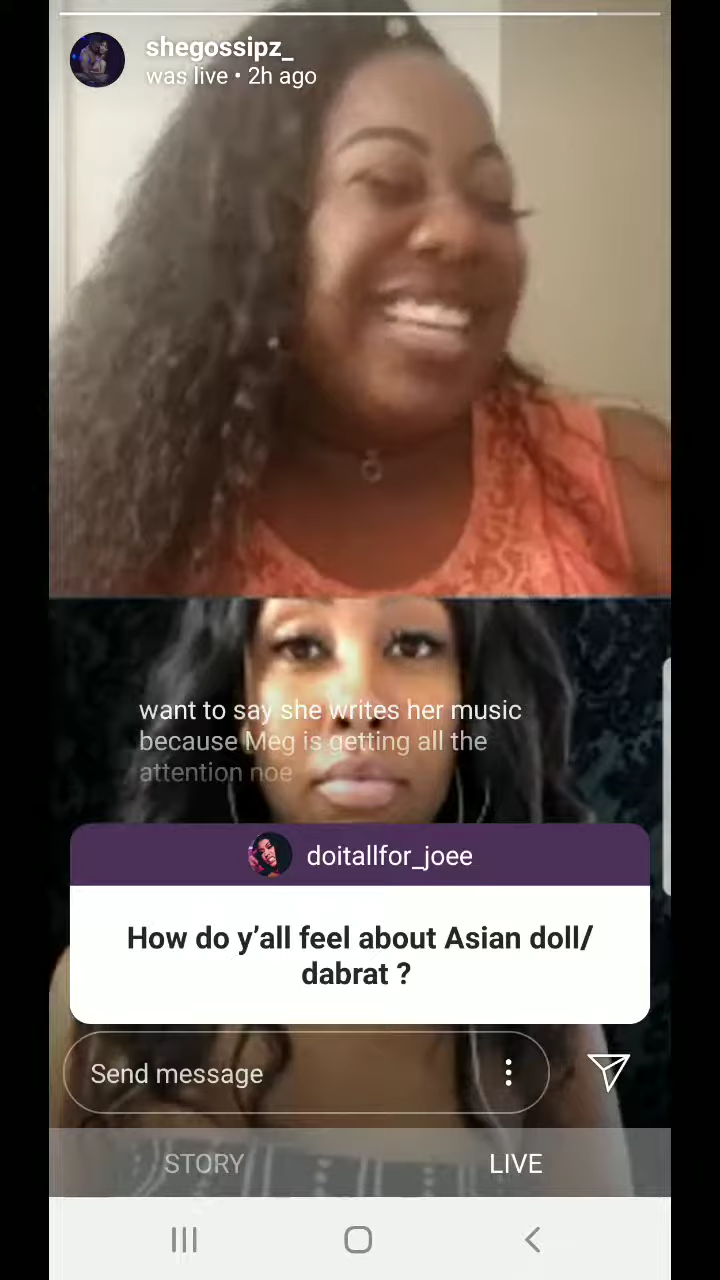 shegossipz_
was live • 2h ago
want to say she writes her music
because Meg is getting all the
attention noe
doitallfor_joee
How do y’all feel about Asian doll/
dabrat ?
Send message
STORY
LIVE